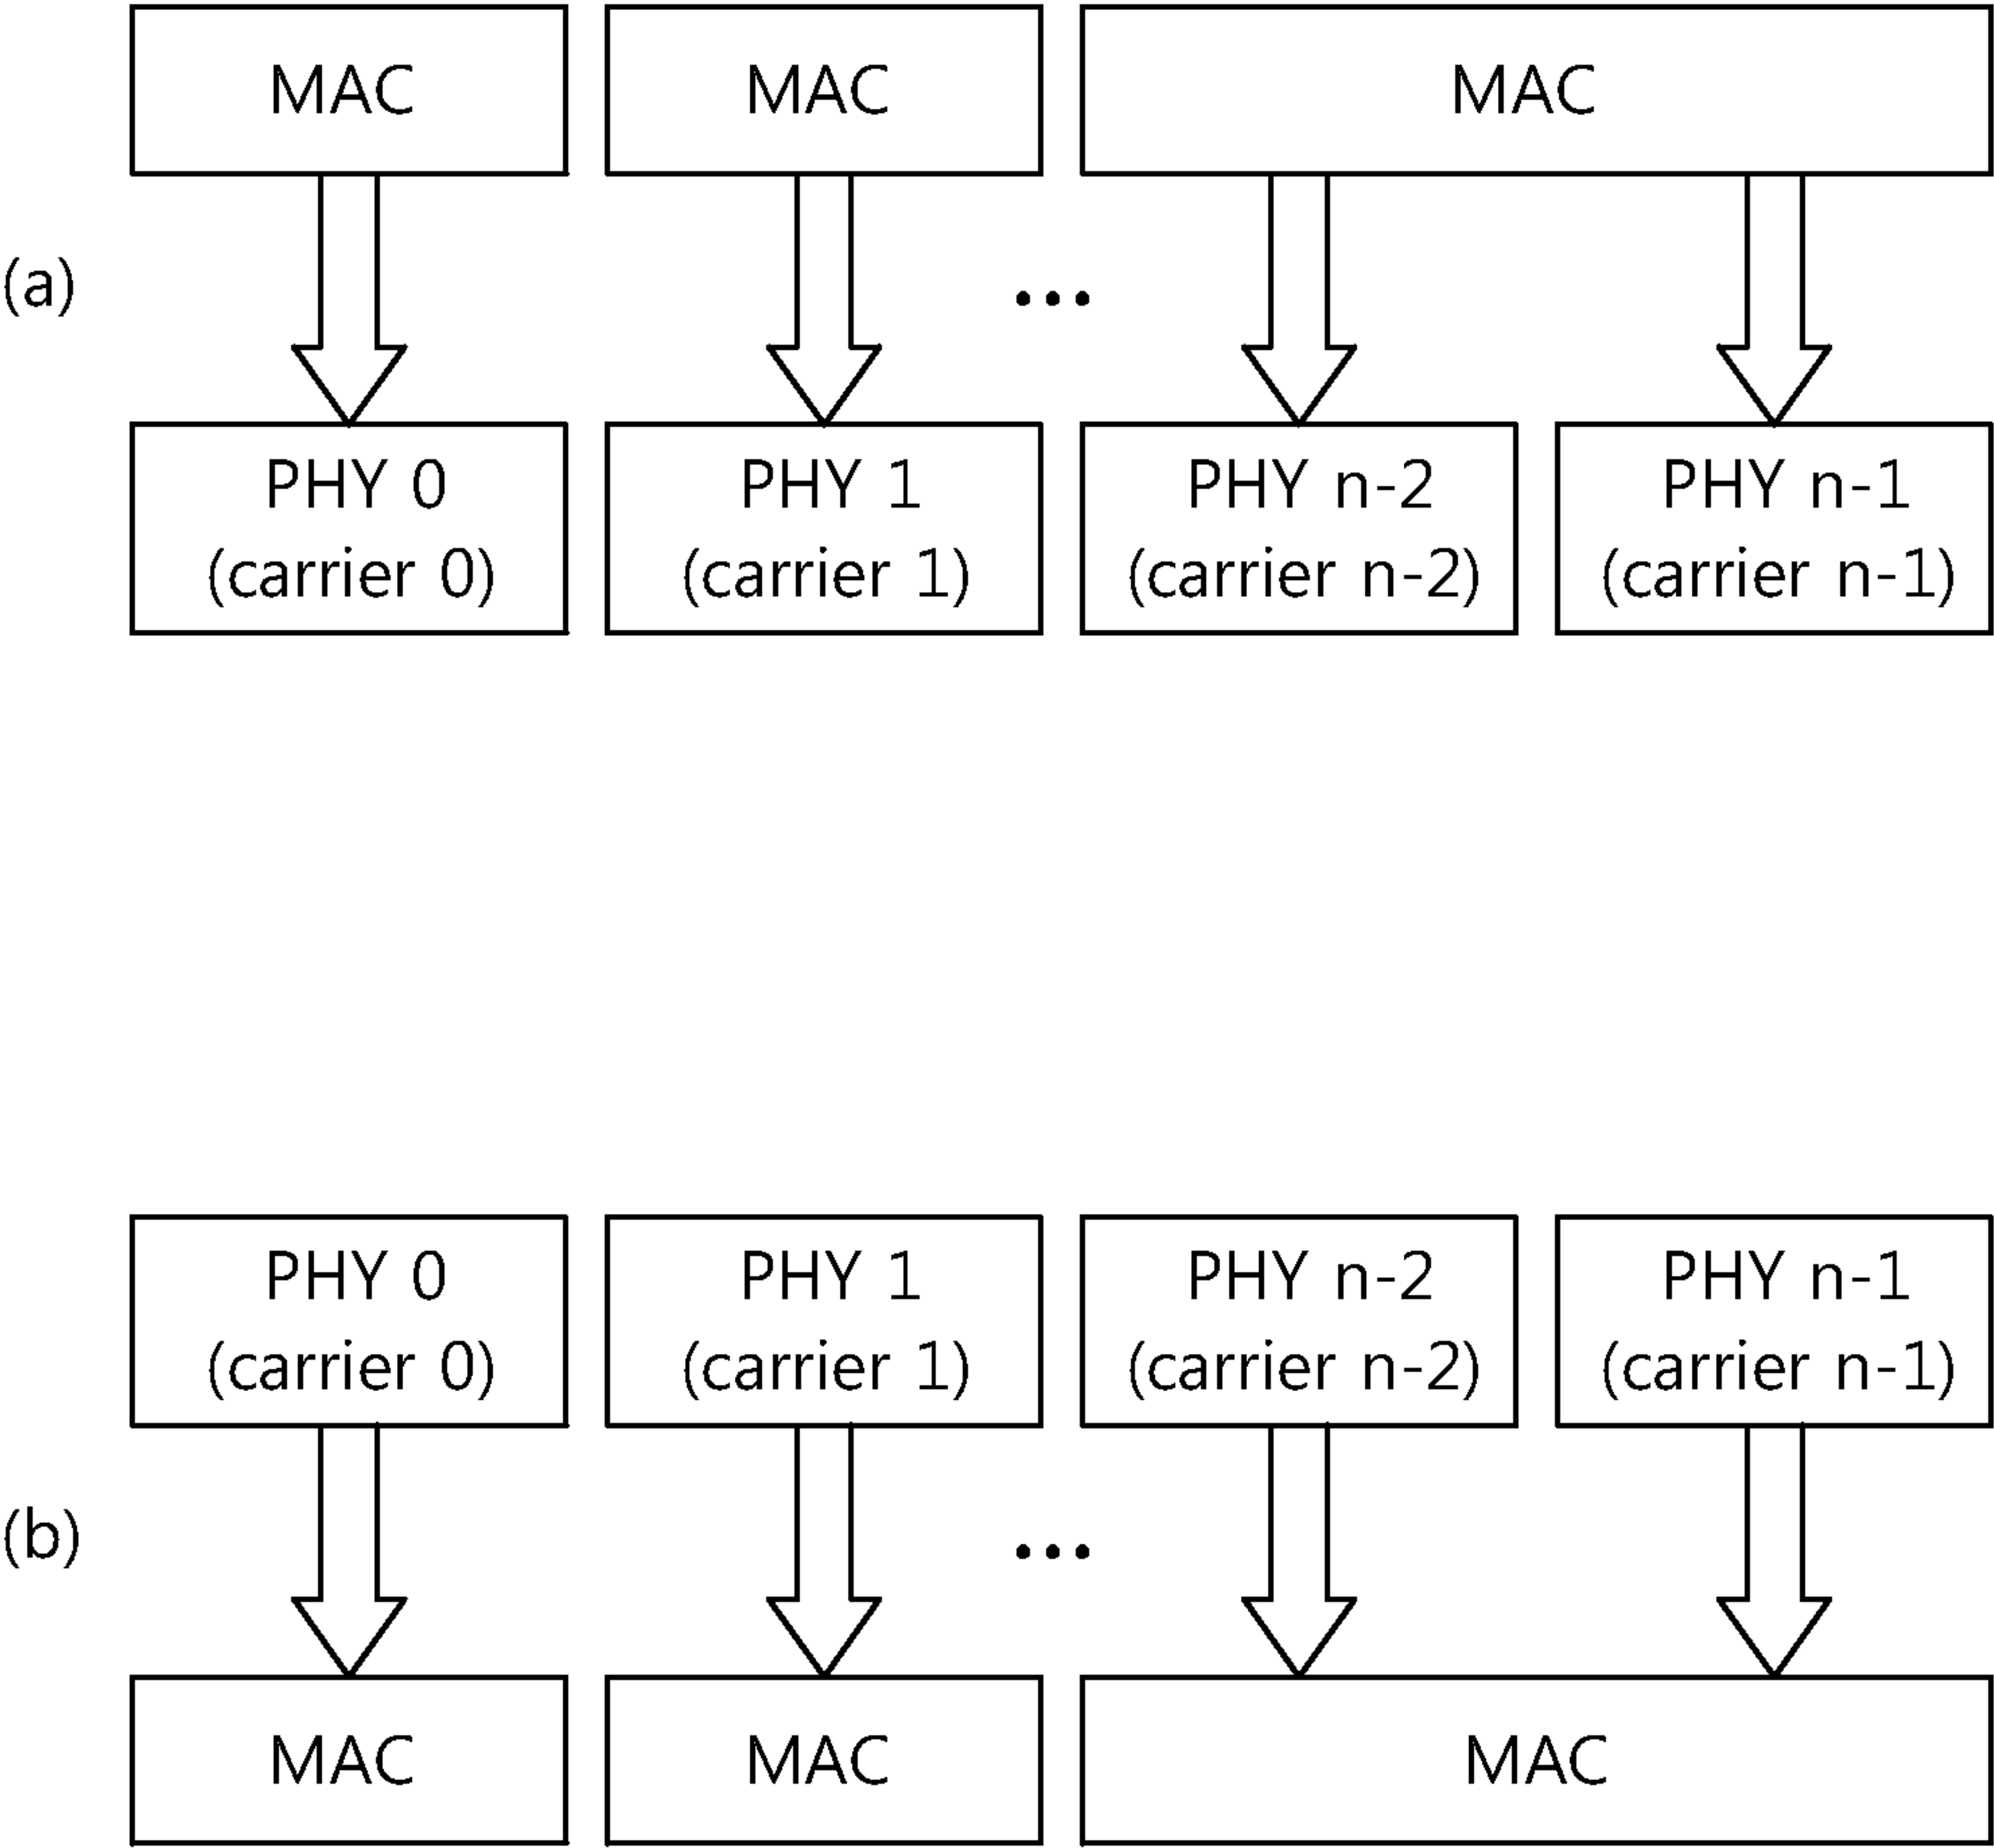 MAC MAC MAC
(a)
...
PHY 0 PHY 1 PHY n-2 PHY n-1
(carrier 0) (carrier 1) (carrier n-2) (carrier n-1)
PHY 0 PHY 1 PHY n-2 PHY n-1
(carrier 0) (carrier 1) (carrier n-2) (carrier n-1)
(b)
...
MAC MAC MAC